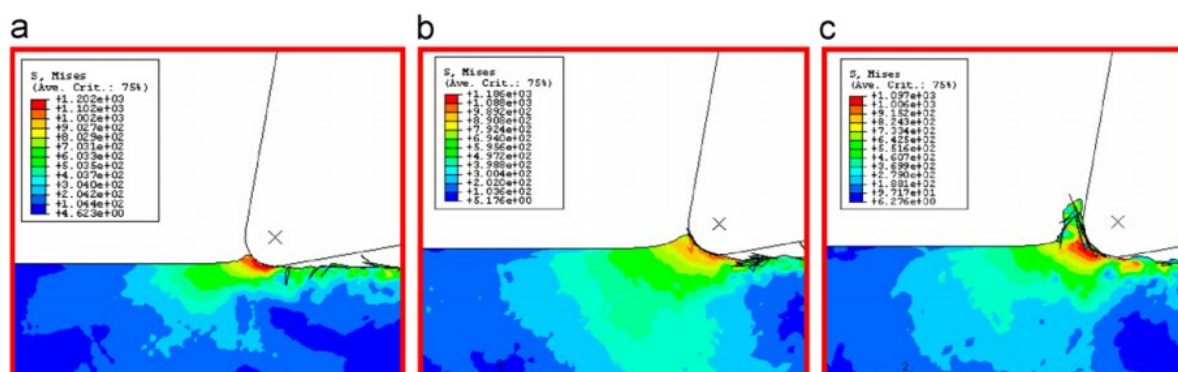 a
S, Mises
(Ave. Crit.: 75%)
+1.202e+03
+1.102e+03
+1.002e+03
+9.027e+02
+8.029e+02
+7.031e+02
+6.033e+02
+5.035e+02
+4.037e+02
+3.040e+02
+2.042e+02
+1.044e+02
+4.623e+00
b
S, Mises
(Ave. Crit.: 75%)
+1.186e+03
+1.088e+03
+9.892e+02
+8.908e+02
+7.924e+02
+6.940e+02
+5.956e+02
+4.972e+02
+3.988e+02
+3.004e+02
+2.020e+02
+1.036e+02
+5.176e+00
c
S, Mises
(Ave. Crit.: 75%)
+1.097e+03
+1.006e+03
+9.152e+02
+8.243e+02
+7.334e+02
+6.425e+02
+5.516e+02
+4.607e+02
+3.699e+02
+2.790e+02
+1.881e+02
+9.717e+01
+6.276e+00
2